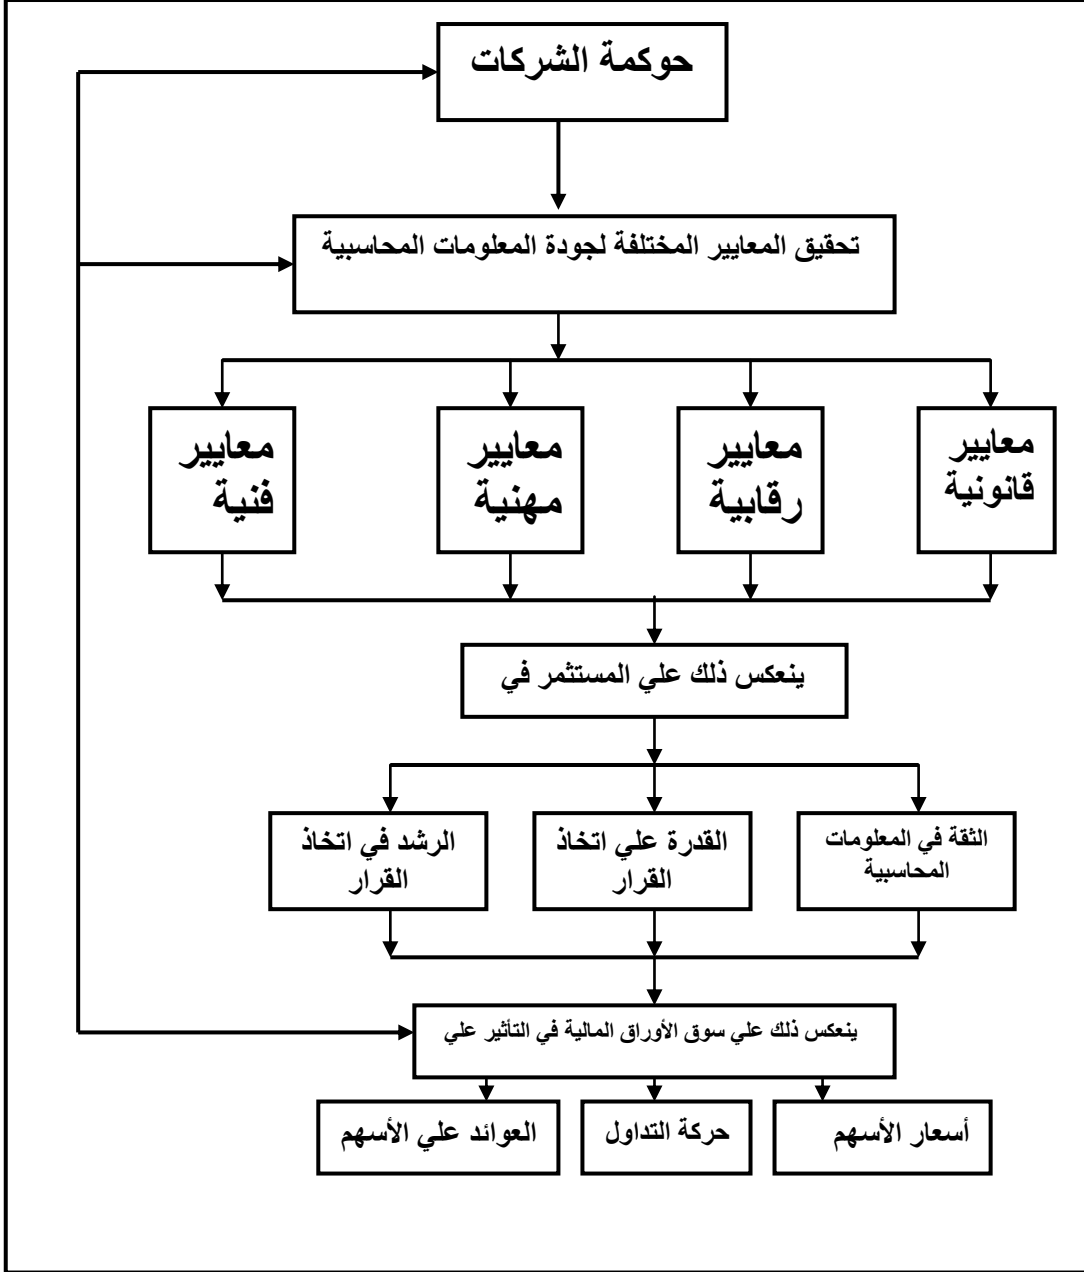 حوكمة الشركات
تحقيق المعايير المختلفة لجودة المعلومات المحاسبية
معايير
قانونية
معايير
رقابية
معايير
مهنية
معايير
فنية
ينعكس ذلك علي المستثمر في
الثقة في المعلومات
المحاسبية
القدرة علي اتخاذ
القرار
الرشد في اتخاذ
القرار
ينعكس ذلك علي سوق الأوراق المالية في التأثير علي
أسعار الأسهم
حركة التداول
العوائد علي الأسهم